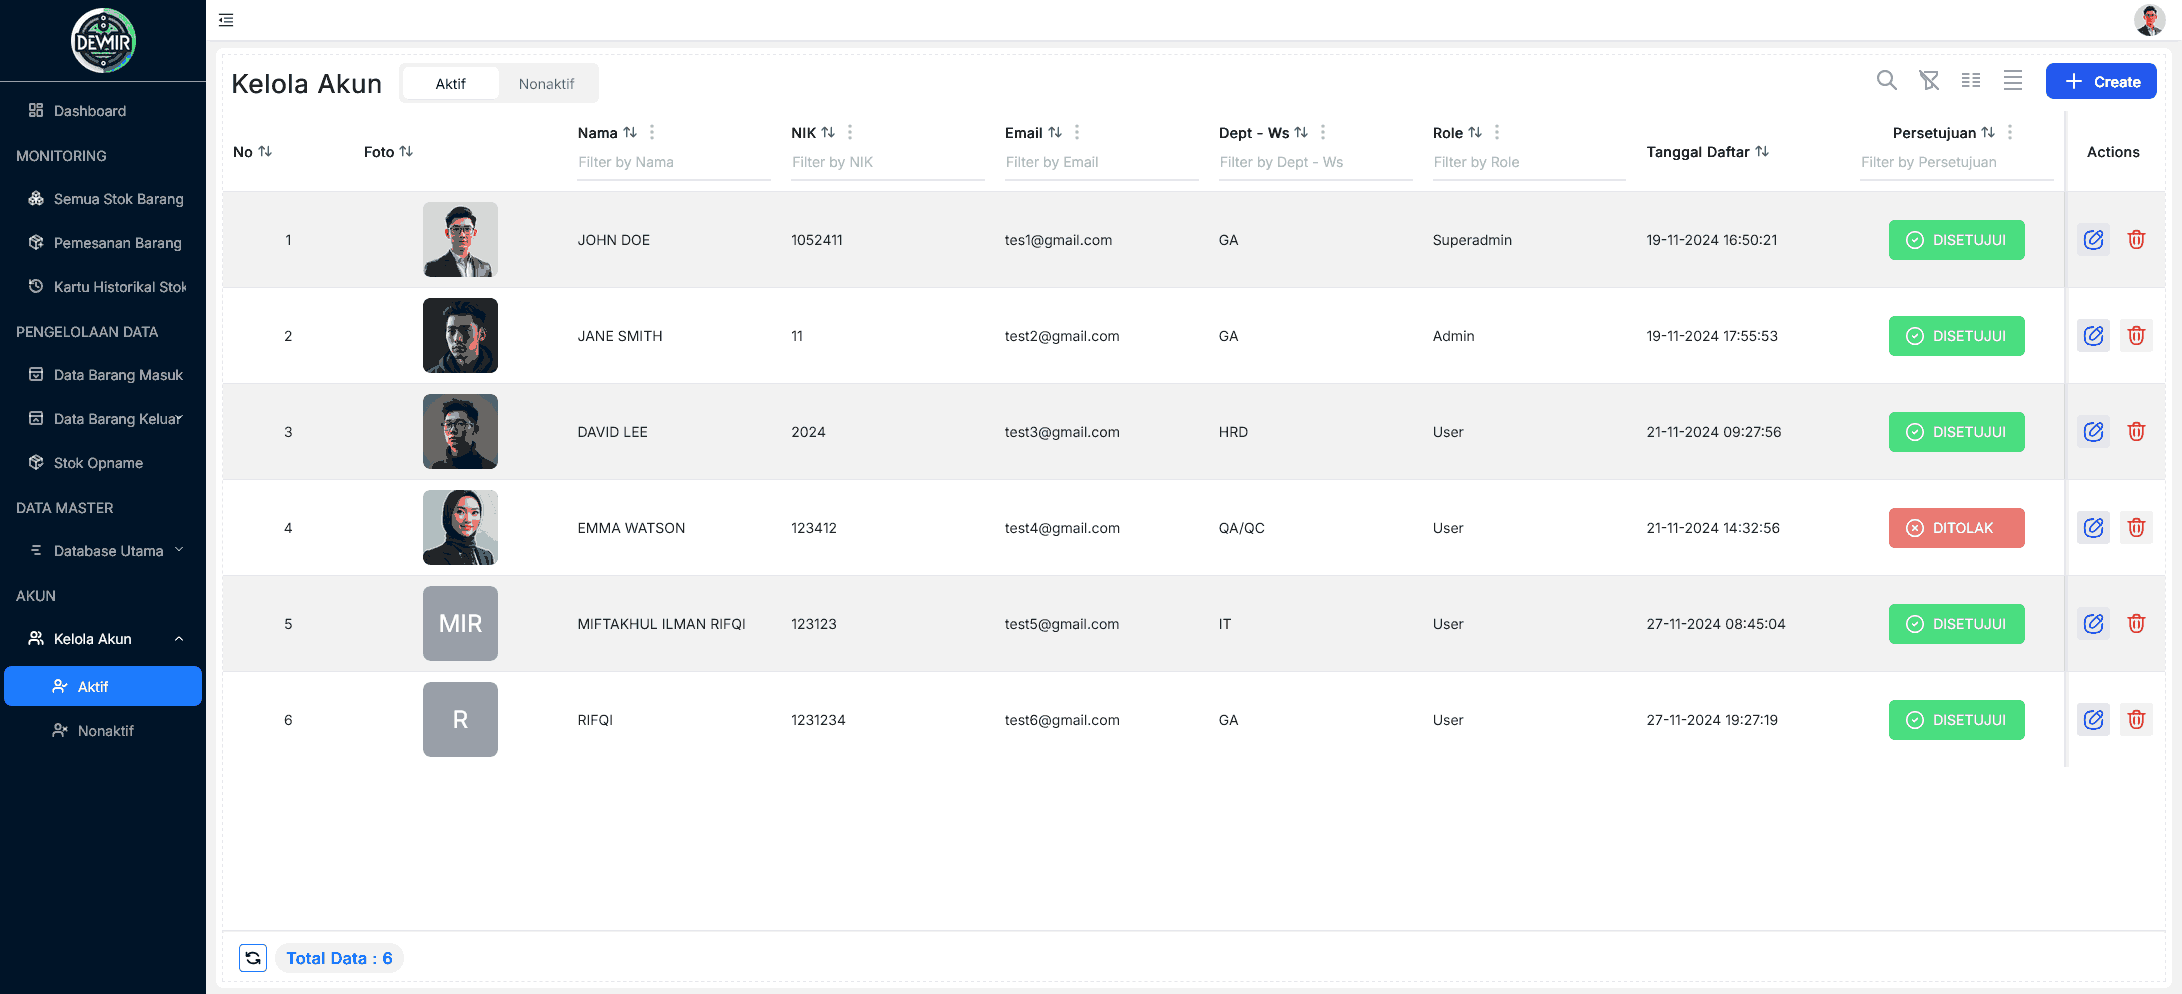 DEVMIR
Dashboard
MONITORING
Semua Stok Barang
Pemesanan Barang
Kartu Historikal Stok
PENGELOLAAN DATA
Data Barang Masuk
Data Barang Keluar
Stok Opname
DATA MASTER
Database Utama
AKUN
Kelola Akun
Aktif
Nonaktif
Kelola Akun Aktif Nonaktif Create
No Foto Nama NIK Email Dept - Ws Role Tanggal Daftar Persetujuan Actions
Filter by Nama Filter by NIK Filter by Email Filter by Dept - Ws Filter by Role Filter by Persetujuan
1 JOHN DOE 1052411 tes1@gmail.com GA Superadmin 19-11-2024 16:50:21 DISETUJUI
2 JANE SMITH 11 test2@gmail.com GA Admin 19-11-2024 17:55:53 DISETUJUI
3 DAVID LEE 2024 test3@gmail.com HRD User 21-11-2024 09:27:56 DISETUJUI
4 EMMA WATSON 123412 test4@gmail.com QA/QC User 21-11-2024 14:32:56 DITOLAK
5 MIR MIFTAKHUL ILMAN RIFQI 123123 test5@gmail.com IT User 27-11-2024 08:45:04 DISETUJUI
6 R RIFQI 1231234 test6@gmail.com GA User 27-11-2024 19:27:19 DISETUJUI
Total Data : 6